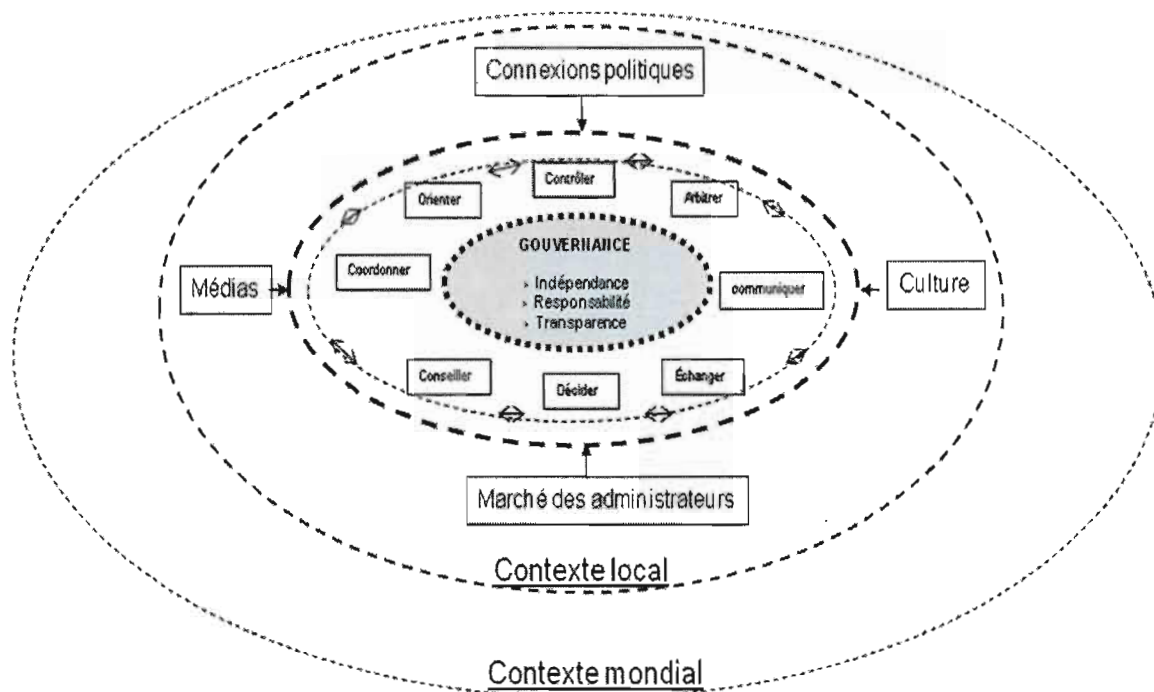 Connexions politiques
Contrôler
Orienter
Arbitrer
GOUVERNANCE
Coordonner
› Indépendance
› Responsabilité
› Transparence
communiquer
Médias
Culture
Conseiller
Décider
Échanger
Marché des administrateurs
Contexte local
Contexte mondial